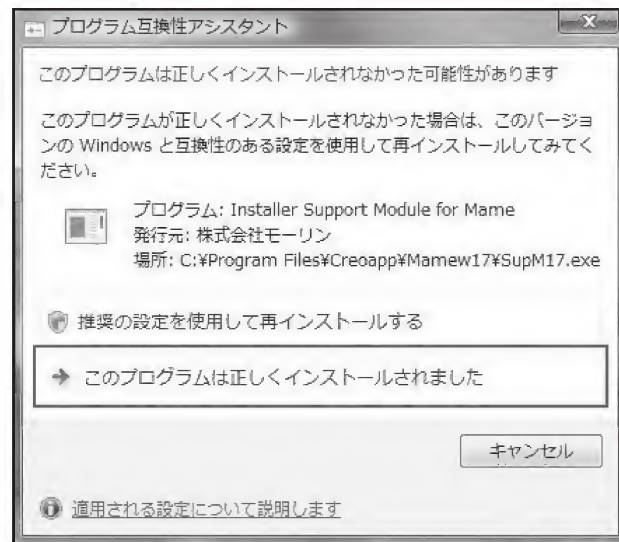 プログラム互換性アシスタント
このプログラムは正しくインストールされなかった可能性があります
このプログラムが正しくインストールされなかった場合は、このバージョ
ンの Windows と互換性のある設定を使用して再インストールしてみてく
ださい。
プログラム: Installer Support Module for Mame
発行元: 株式会社モーリン
場所: C:¥Program Files¥Creoapp¥Mamew17¥SupM17.exe
推奨の設定を使用して再インストールする
このプログラムは正しくインストールされました
キャンセル
適用される設定について説明します